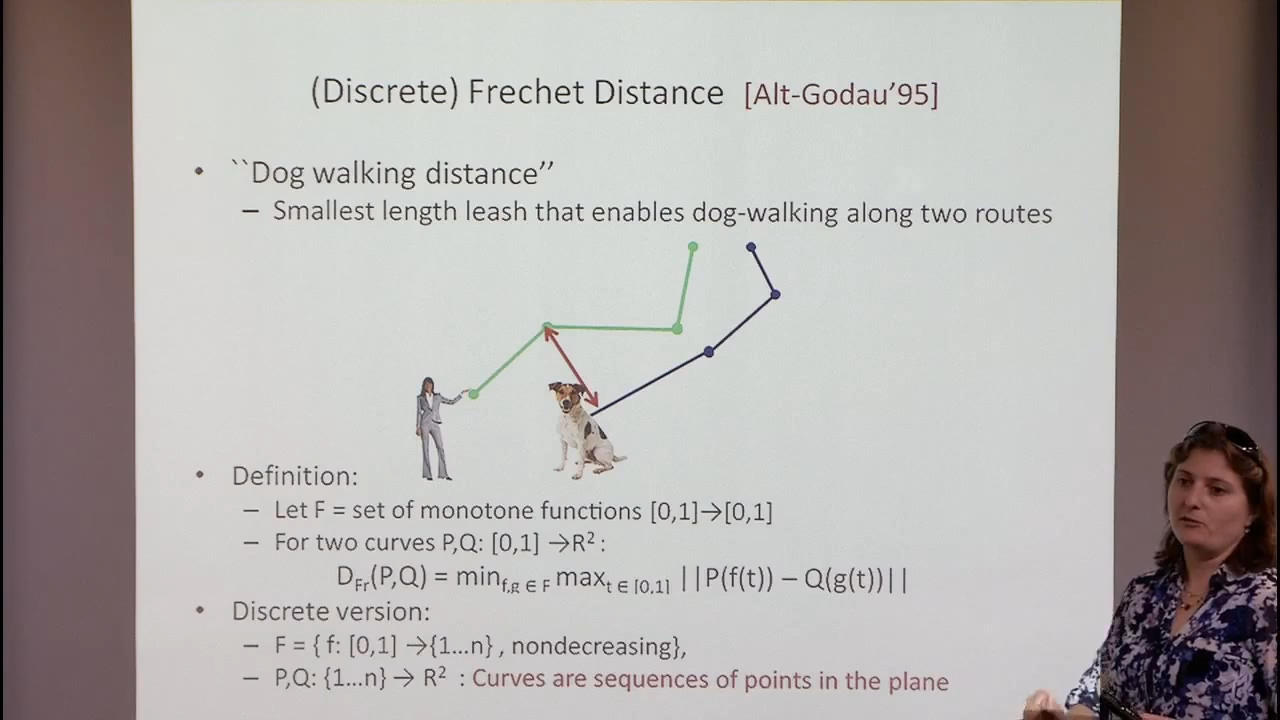 (Discrete) Frechet Distance [Alt-Godau'95]
• ``Dog walking distance''
– Smallest length leash that enables dog-walking along two routes
• Definition:
– Let F = set of monotone functions [0,1]→[0,1]
– For two curves P,Q: [0,1] →R² :
D_Fr(P,Q) = min_f,g ∈ F max_t ∈ [0,1] ||P(f(t)) – Q(g(t))||
• Discrete version:
– F = { f: [0,1] →{1...n} , nondecreasing},
– P,Q: {1...n} → R² : Curves are sequences of points in the plane